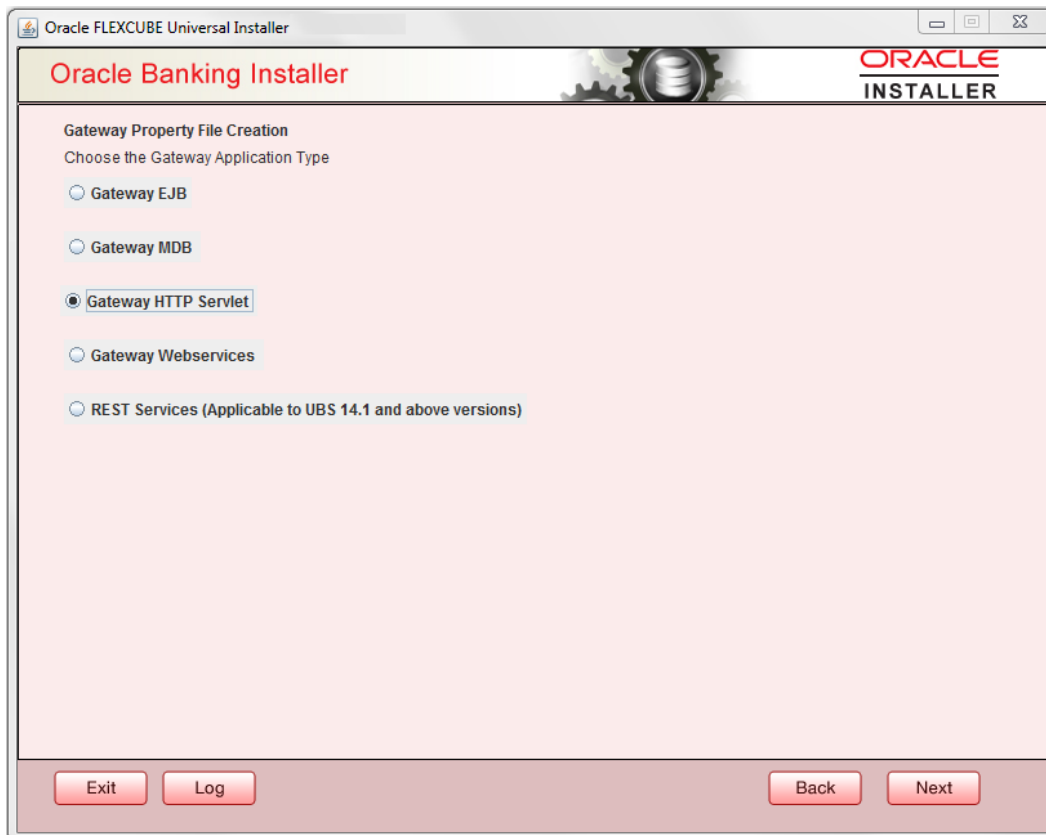 Oracle FLEXCUBE Universal Installer
Oracle Banking Installer
ORACLE
INSTALLER
Gateway Property File Creation
Choose the Gateway Application Type
Gateway EJB
Gateway MDB
Gateway HTTP Servlet
Gateway Webservices
REST Services (Applicable to UBS 14.1 and above versions)
Exit Log Back Next